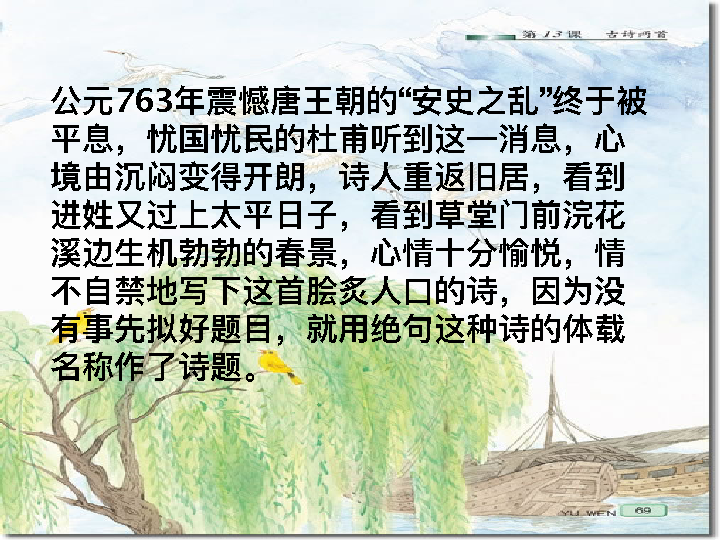 第13课 古诗两首
公元763年震憾唐王朝的“安史之乱”终于被
平息，忧国忧民的杜甫听到这一消息，心
境由沉闷变得开朗，诗人重返旧居，看到
进姓又过上太平日子，看到草堂门前浣花
溪边生机勃勃的春景，心情十分愉悦，情
不自禁地写下这首脍炙人口的诗，因为没
有事先拟好题目，就用绝句这种诗的体载
名称作了诗题。
YU WEN 69